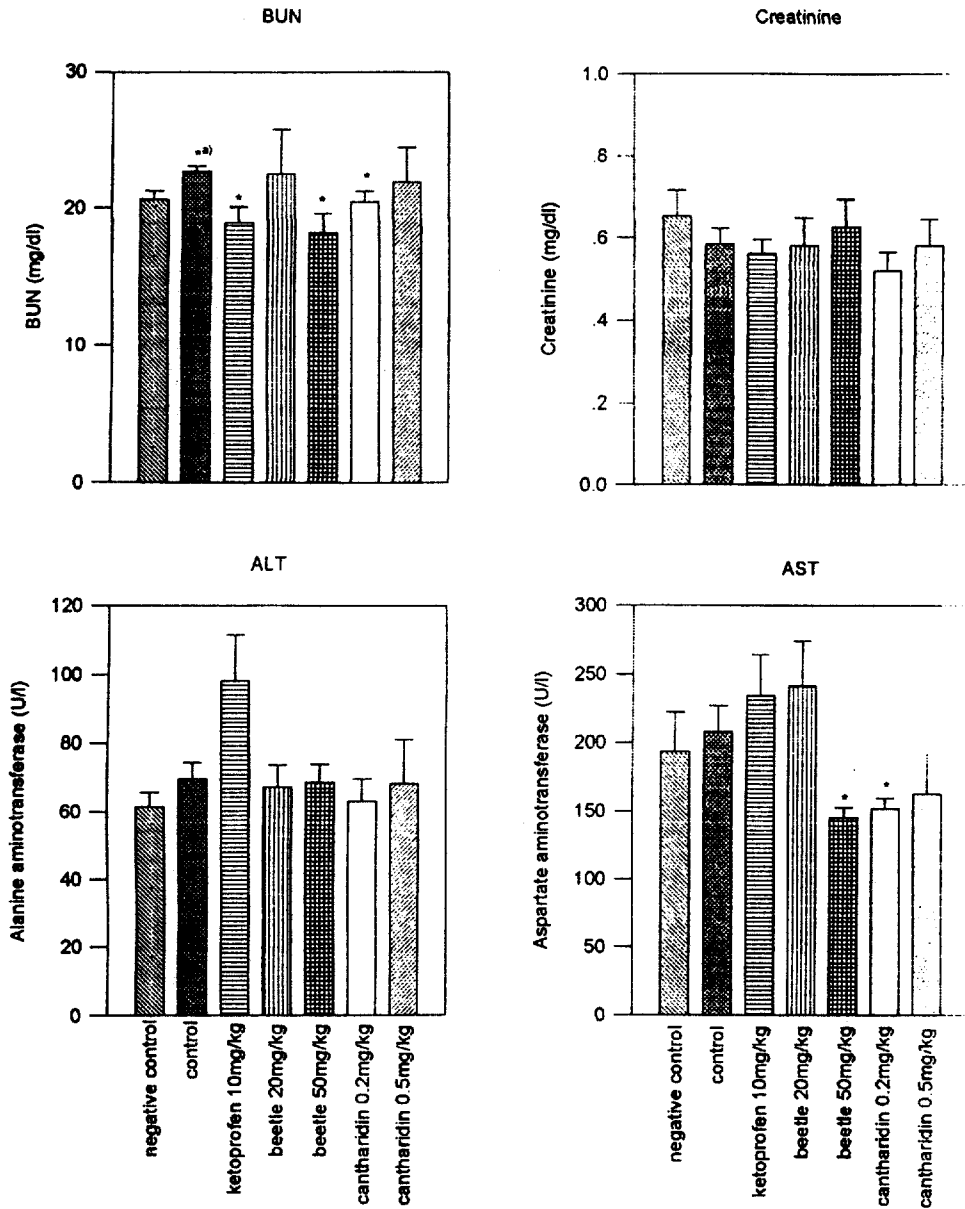 BUN
30
20
10
0
BUN (mg/dl)
*a)
*
*
*
Creatinine
1.0
.8
.6
.4
.2
0.0
Creatinine (mg/dl)
ALT
120
100
80
60
40
20
0
Alanine aminotransferase (U/l)
negative control
control
ketoprofen 10mg/kg
beetle 20mg/kg
beetle 50mg/kg
cantharidin 0.2mg/kg
cantharidin 0.5mg/kg
AST
300
250
200
150
100
50
0
Aspartate aminotransferase (U/l)
*
*
negative control
control
ketoprofen 10mg/kg
beetle 20mg/kg
beetle 50mg/kg
cantharidin 0.2mg/kg
cantharidin 0.5mg/kg